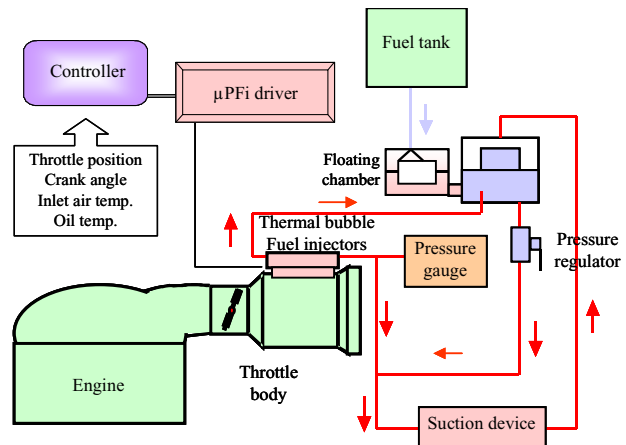 Controller
µPFi driver
Fuel tank
Throttle position
Crank angle
Inlet air temp.
Oil temp.
Floating
chamber
Thermal bubble
Fuel injectors
Pressure
gauge
Pressure
regulator
Engine
Throttle
body
Suction device